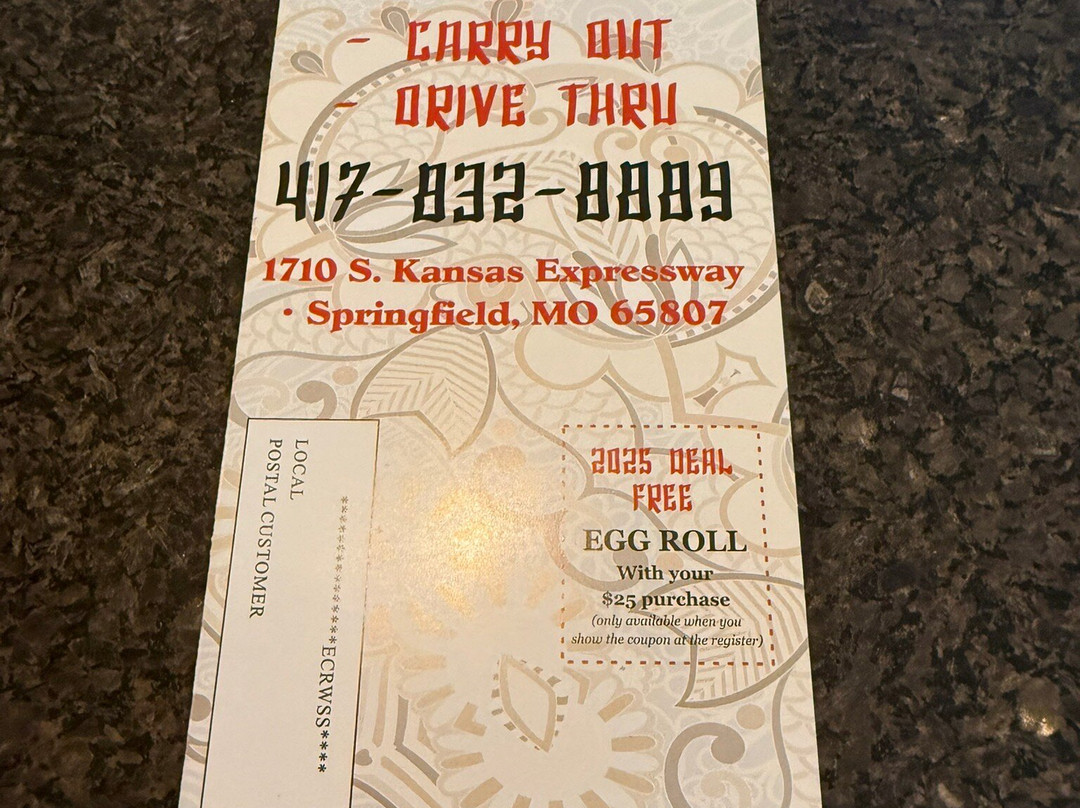 - CARRY OUT
- DRIVE THRU
417-832-8889
1710 S. Kansas Expressway
• Springfield, MO 65807
LOCAL
POSTAL CUSTOMER
*****************ECRWSS****
2025 DEAL
FREE
EGG ROLL
With your
$25 purchase
(only available when you
show the coupon at the register)